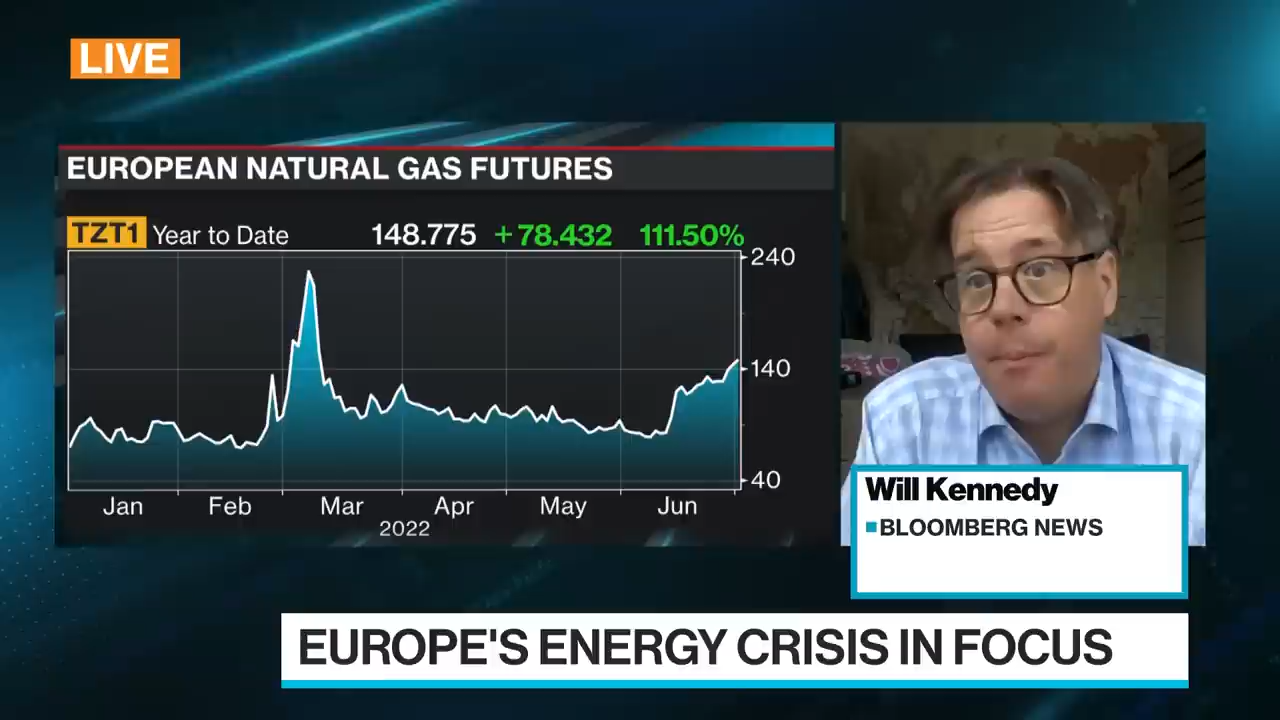 LIVE
EUROPEAN NATURAL GAS FUTURES
TZT1 Year to Date 148.775 +78.432 111.50%
240
140
40
Jan Feb Mar Apr May Jun
2022
Will Kennedy
BLOOMBERG NEWS
EUROPE'S ENERGY CRISIS IN FOCUS